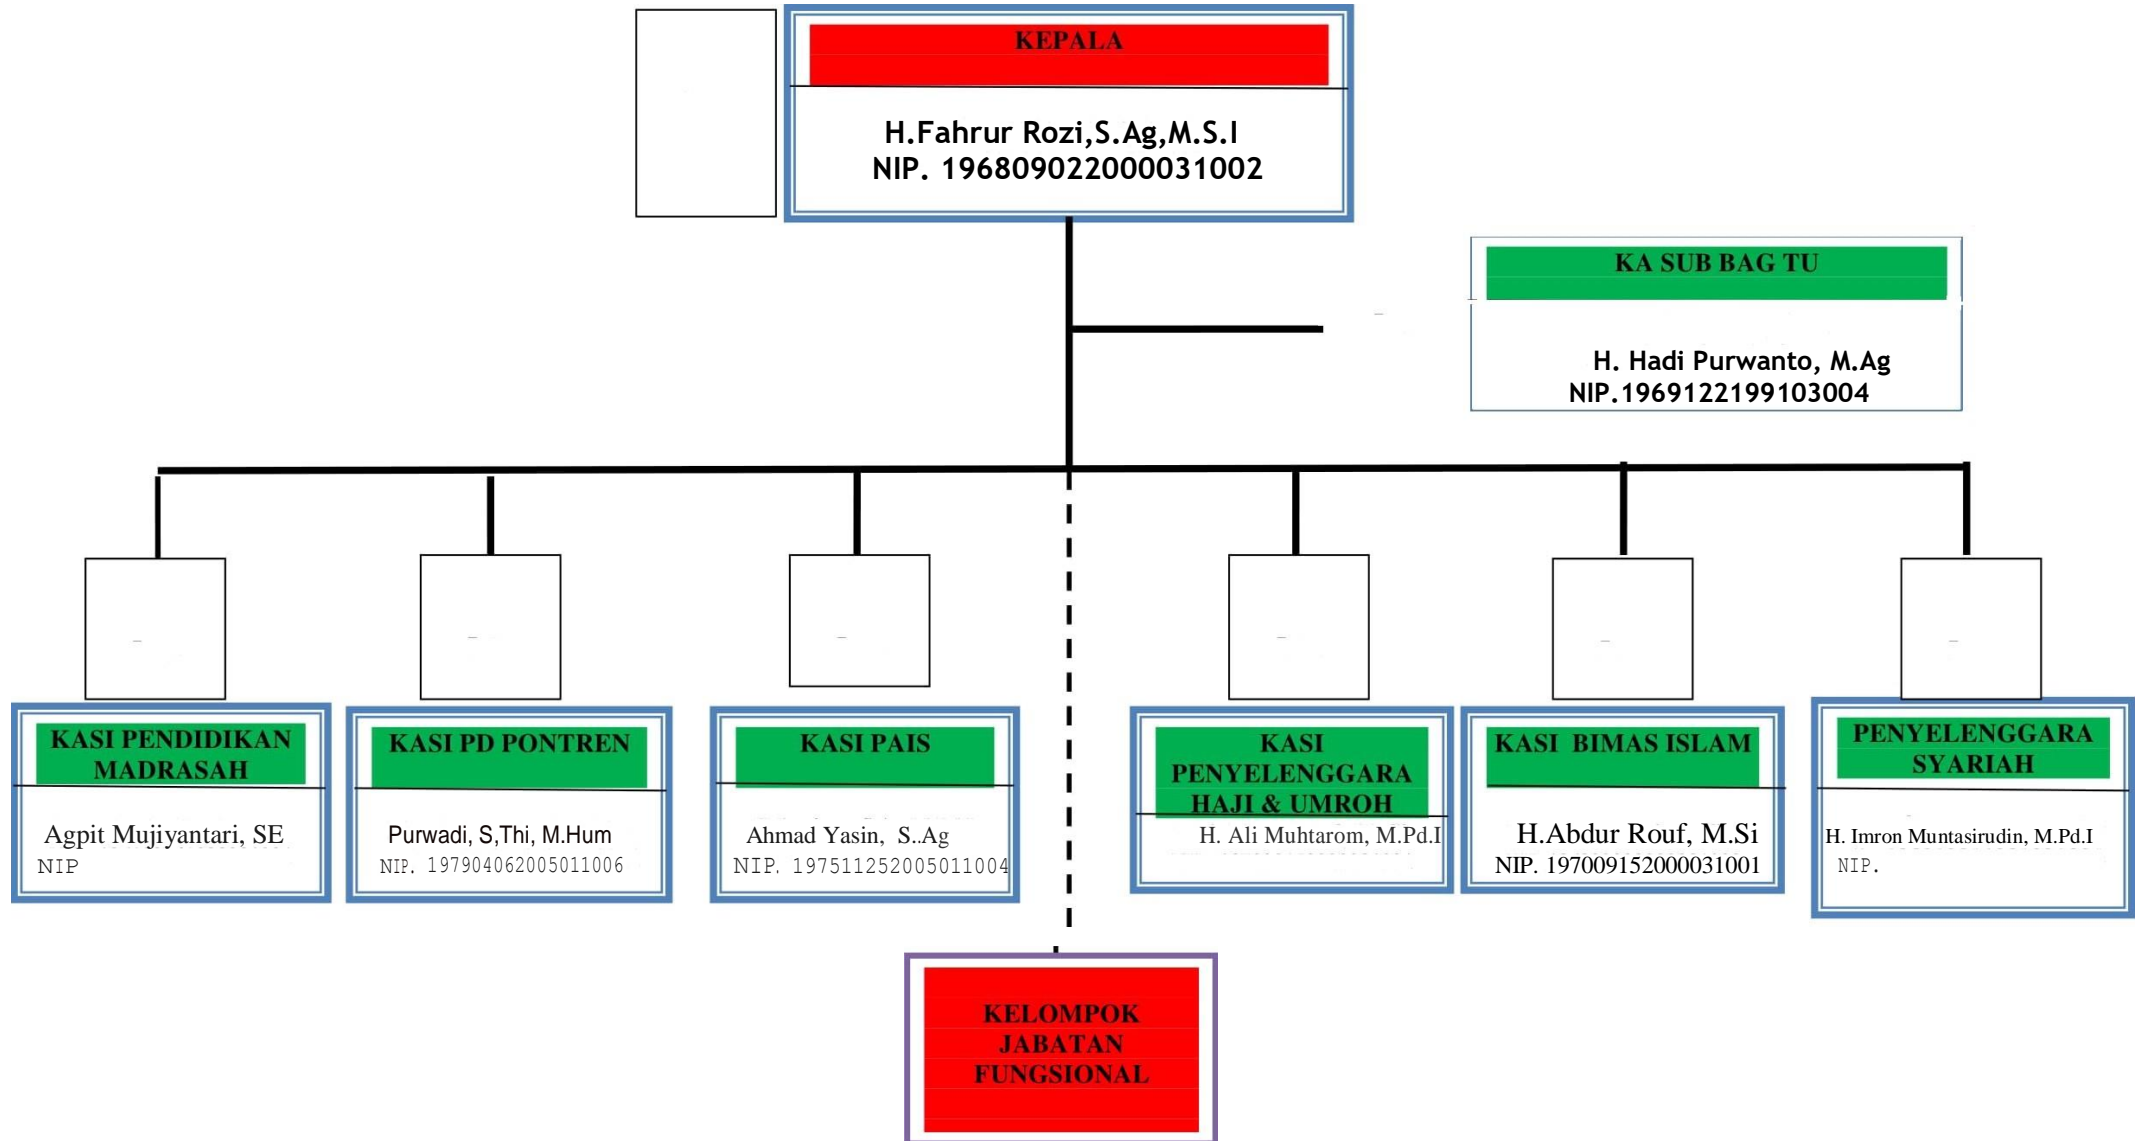 KEPALA
H.Fahrur Rozi,S.Ag,M.S.I
NIP. 196809022000031002
KA SUB BAG TU
H. Hadi Purwanto, M.Ag
NIP.1969122199103004
KASI PENDIDIKAN
MADRASAH
Agpit Mujiyantari, SE
NIP
KASI PD PONTREN
Purwadi, S,Thi, M.Hum
NIP. 197904062005011006
KASI PAIS
Ahmad Yasin, S..Ag
NIP. 197511252005011004
KASI
PENYELENGGARA
HAJI & UMROH
H. Ali Muhtarom, M.Pd.I
KASI BIMAS ISLAM
H.Abdur Rouf, M.Si
NIP. 197009152000031001
PENYELENGGARA
SYARIAH
H. Imron Muntasirudin, M.Pd.I
NIP.
KELOMPOK
JABATAN
FUNGSIONAL